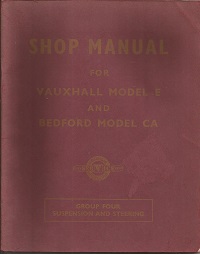 SHOP MANUAL
FOR
VAUXHALL MODEL E
AND
BEDFORD MODEL CA
GROUP FOUR
SUSPENSION AND STEERING